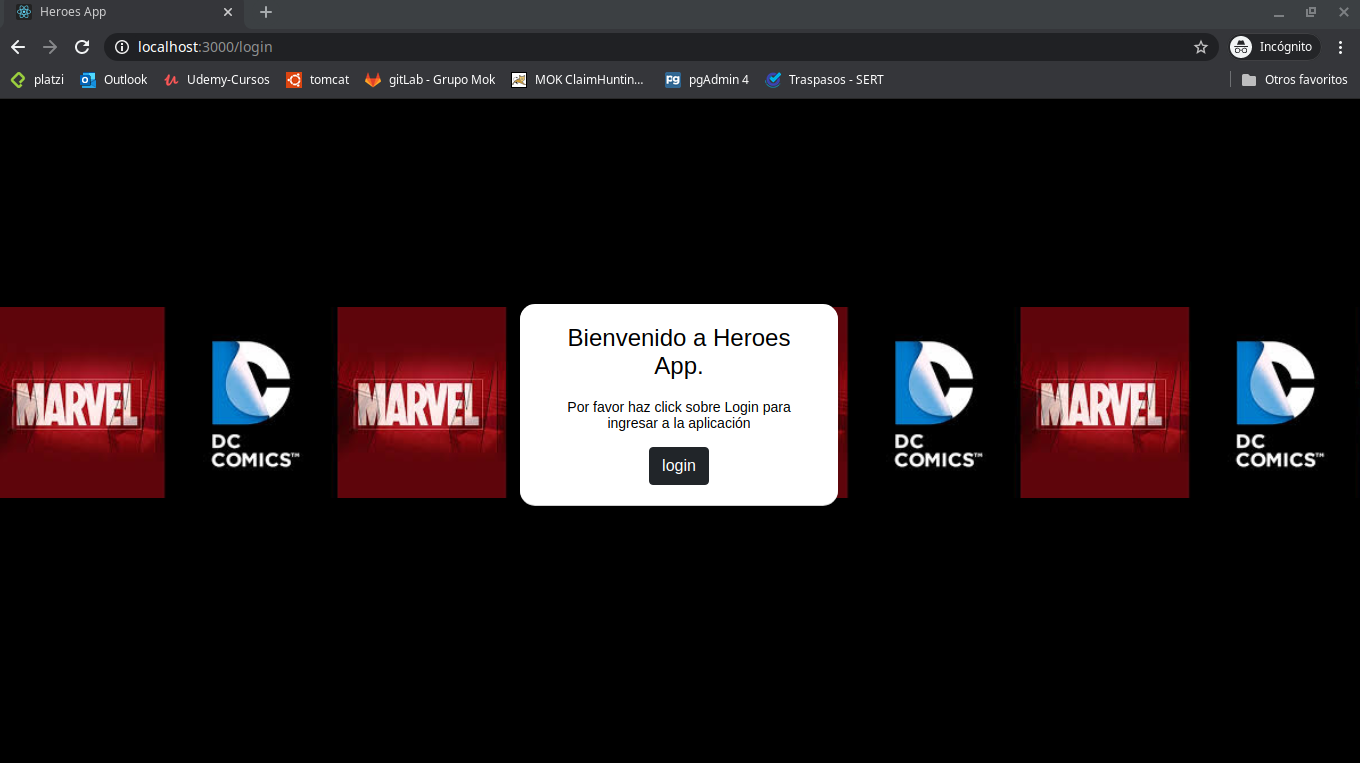 Heroes App
localhost:3000/login
Incógnito
platzi
Outlook
Udemy-Cursos
tomcat
gitLab - Grupo Mok
MOK ClaimHuntin...
pgAdmin 4
Traspasos - SERT
Otros favoritos
MARVEL
DC
COMICS™
MARVEL
Bienvenido a Heroes
App.
Por favor haz click sobre Login para
ingresar a la aplicación
login
DC
COMICS™
MARVEL
DC
COMICS™